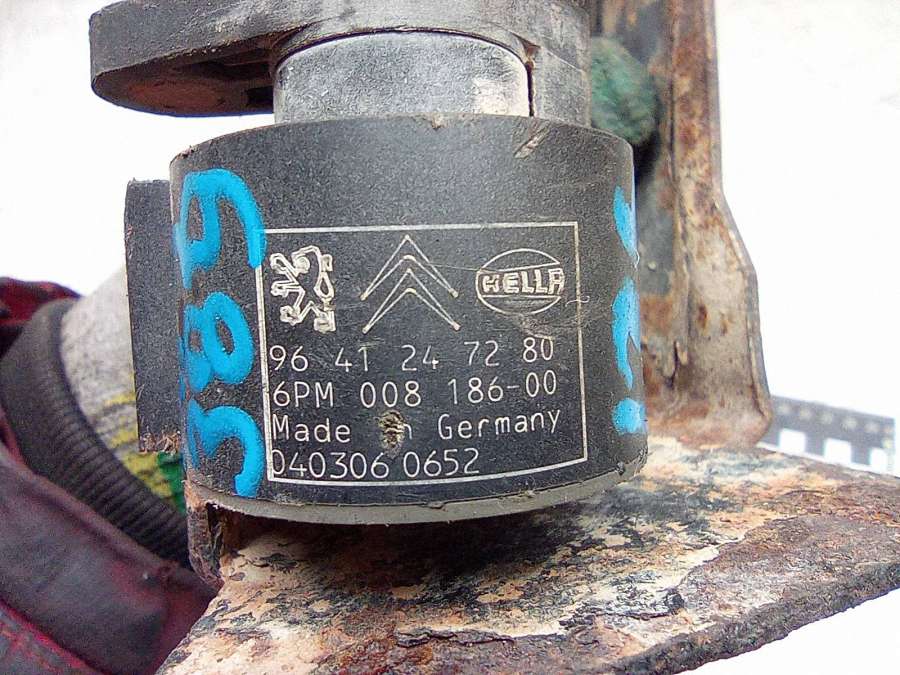 HELLA
96 41 24 72 80
6PM 008 186-00
Made in Germany
040306 0652
389